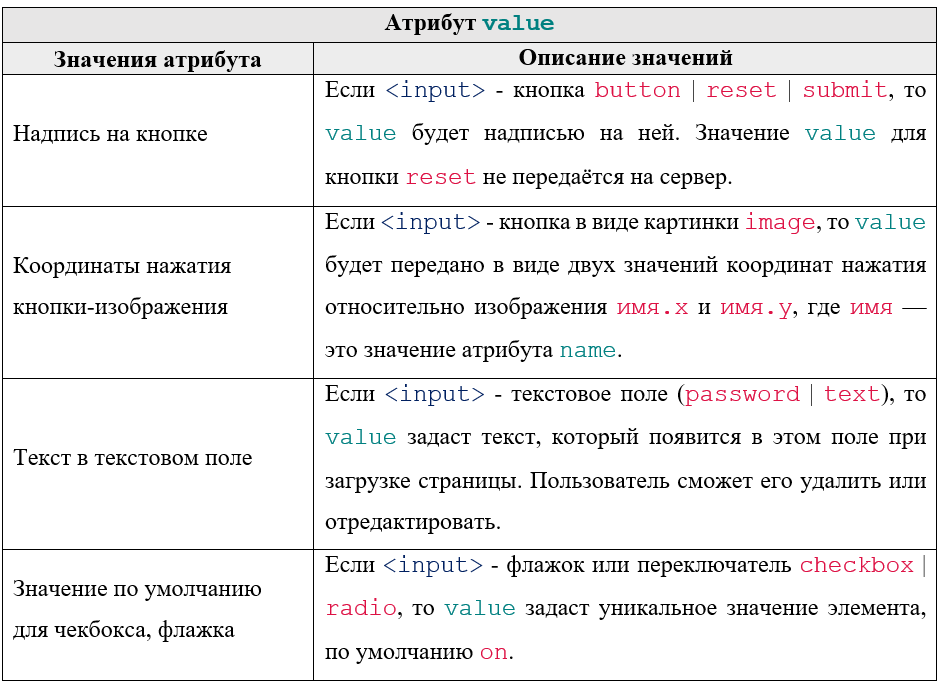 Атрибут value
Значения атрибута
Описание значений
Надпись на кнопке
Если <input> - кнопка button | reset | submit, то
value будет надписью на ней. Значение value для
кнопки reset не передаётся на сервер.
Координаты нажатия
кнопки-изображения
Если <input> - кнопка в виде картинки image, то value
будет передано в виде двух значений координат нажатия
относительно изображения имя.x и имя.y, где имя —
это значение атрибута name.
Текст в текстовом поле
Если <input> - текстовое поле (password | text), то
value задаст текст, который появится в этом поле при
загрузке страницы. Пользователь сможет его удалить или
отредактировать.
Значение по умолчанию
для чекбокса, флажка
Если <input> - флажок или переключатель checkbox |
radio, то value задаст уникальное значение элемента,
по умолчанию on.